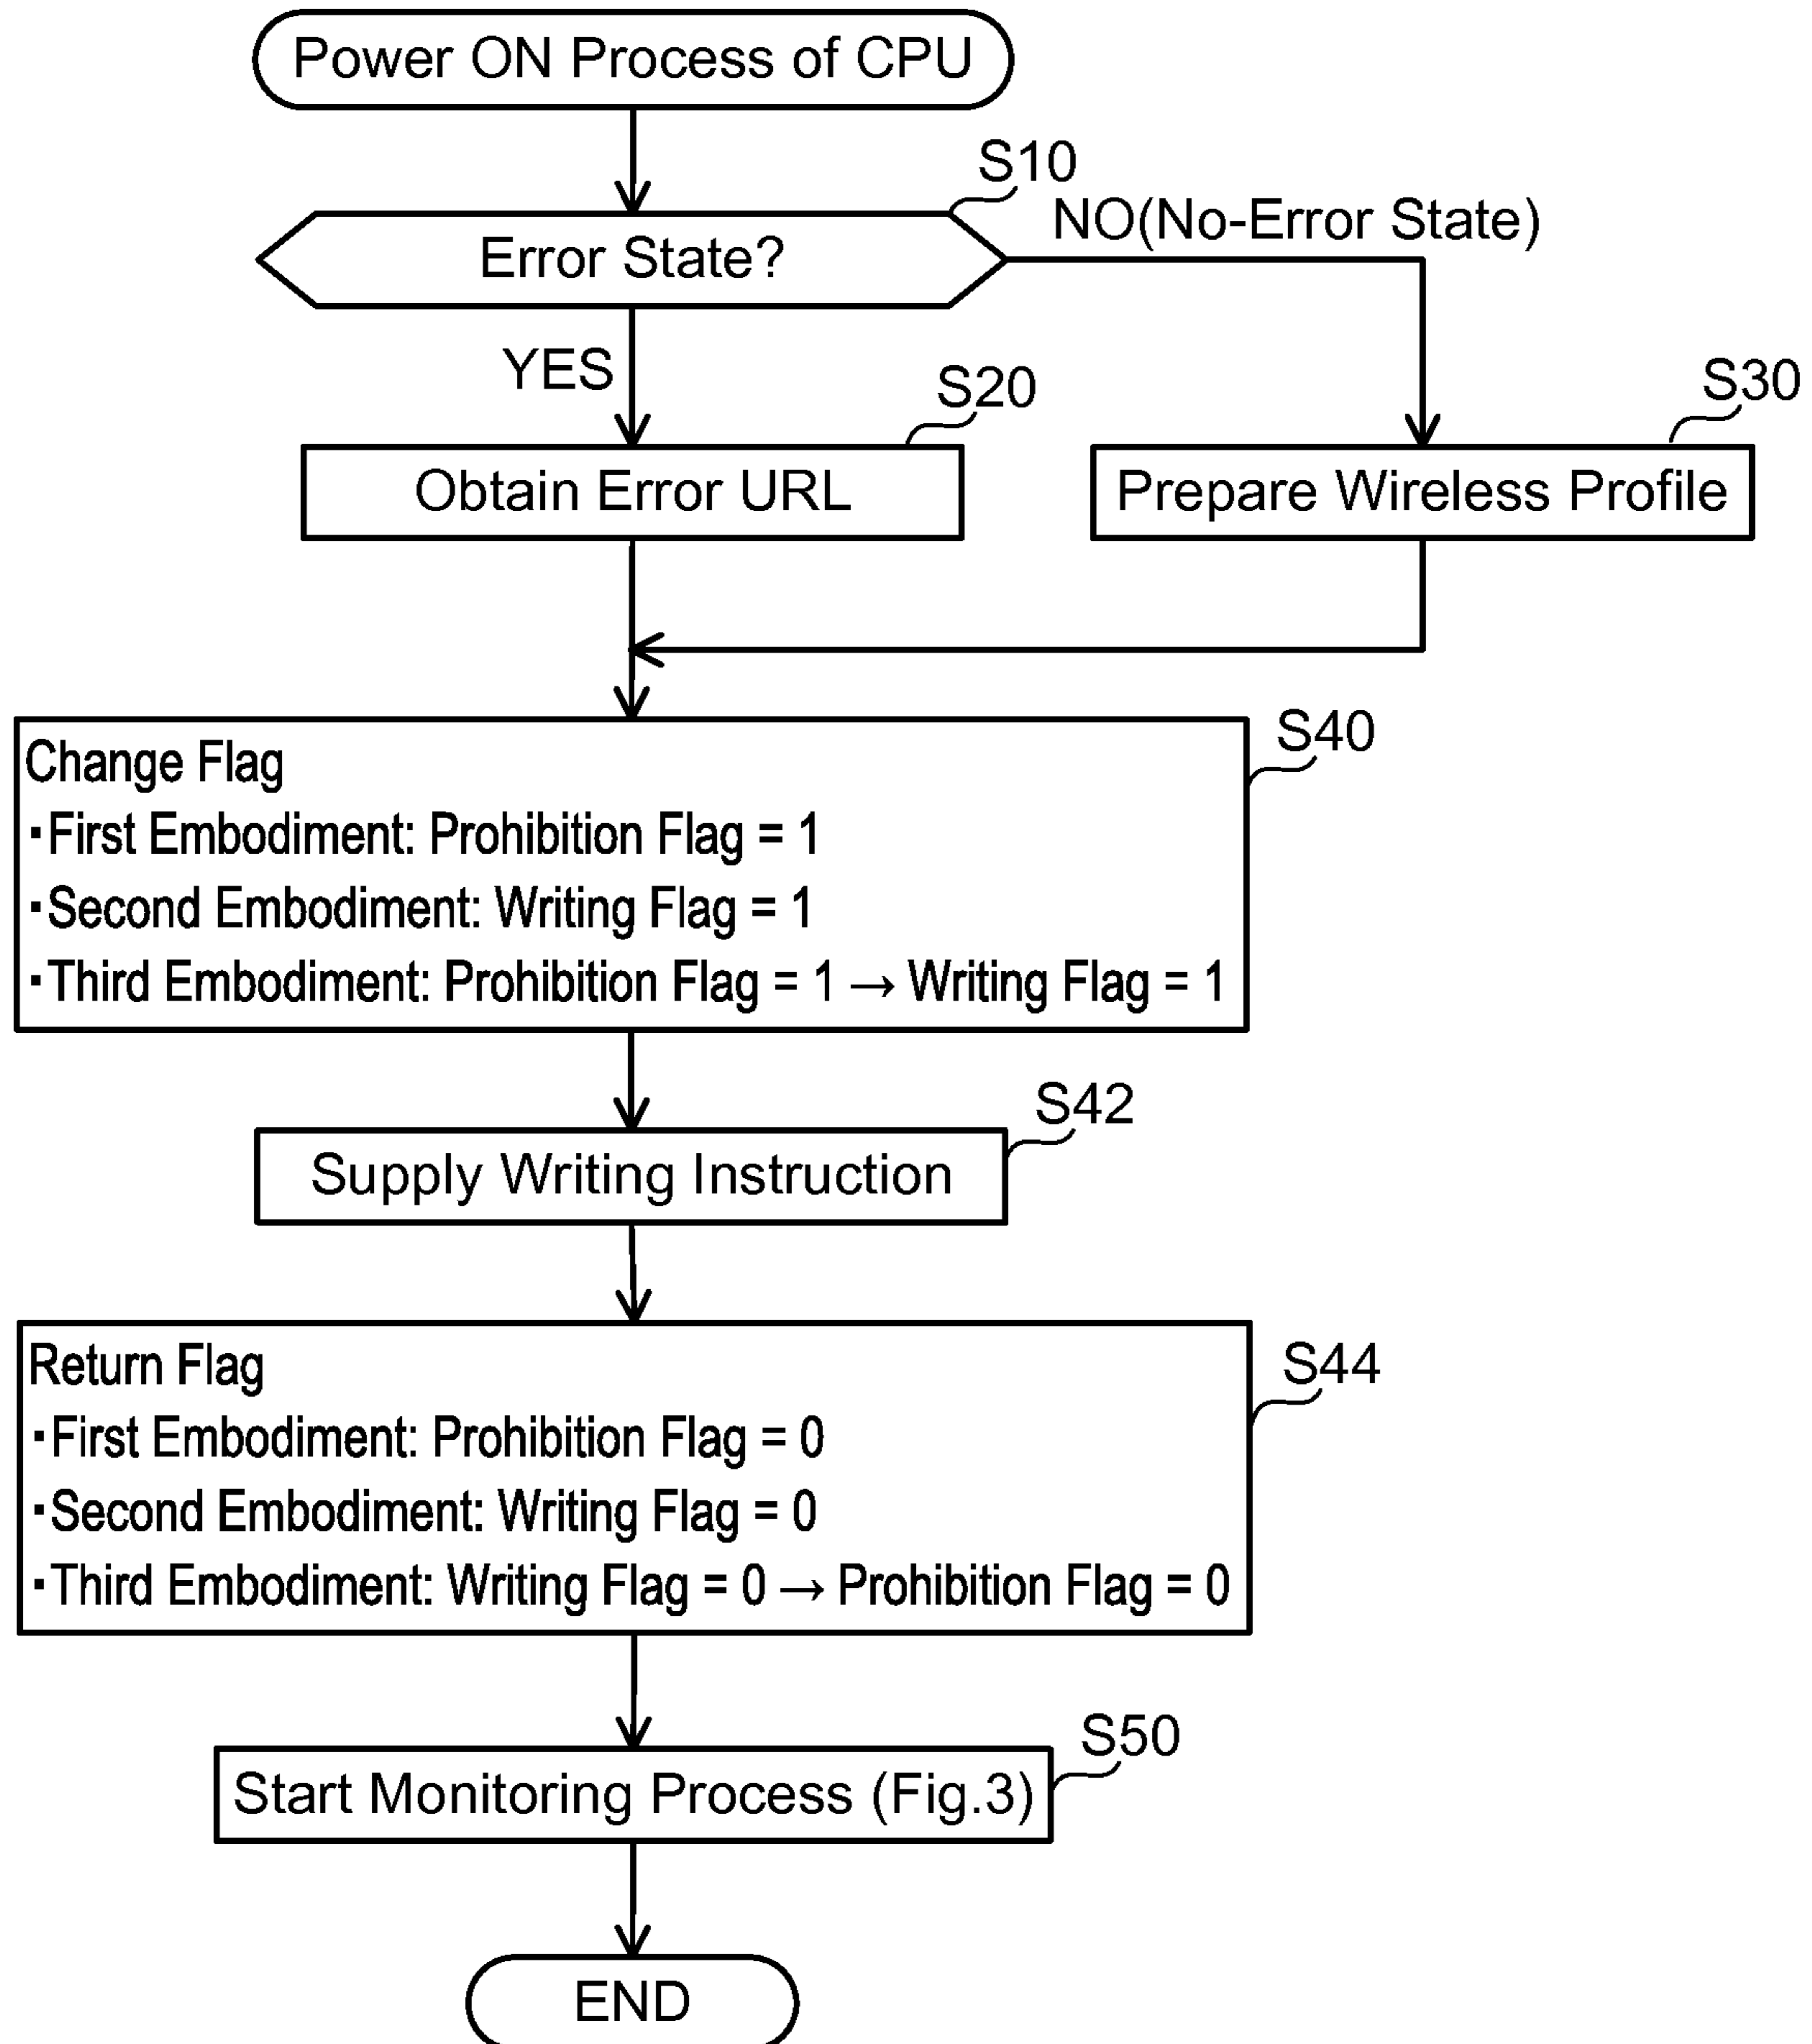 Power ON Process of CPU
S10
NO(No-Error State)
Error State?
YES
S20
S30
Obtain Error URL
Prepare Wireless Profile
S40
Change Flag
・First Embodiment: Prohibition Flag = 1
・Second Embodiment: Writing Flag = 1
・Third Embodiment: Prohibition Flag = 1 → Writing Flag = 1
S42
Supply Writing Instruction
S44
Return Flag
・First Embodiment: Prohibition Flag = 0
・Second Embodiment: Writing Flag = 0
・Third Embodiment: Writing Flag = 0 → Prohibition Flag = 0
S50
Start Monitoring Process (Fig.3)
END